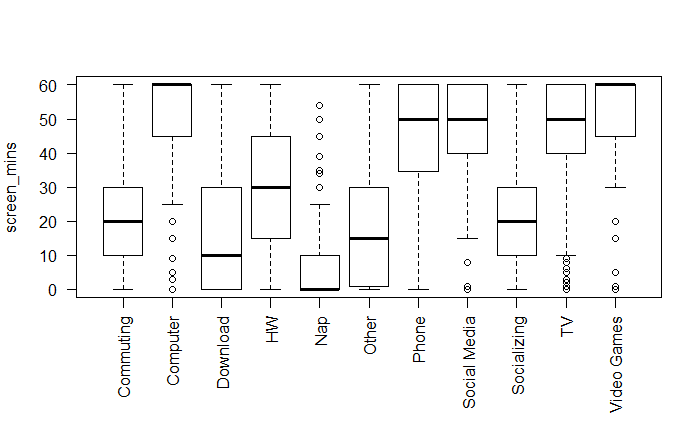 screen_mins
60
50
40
30
20
10
0
Commuting
Computer
Download
HW
Nap
Other
Phone
Social Media
Socializing
TV
Video Games